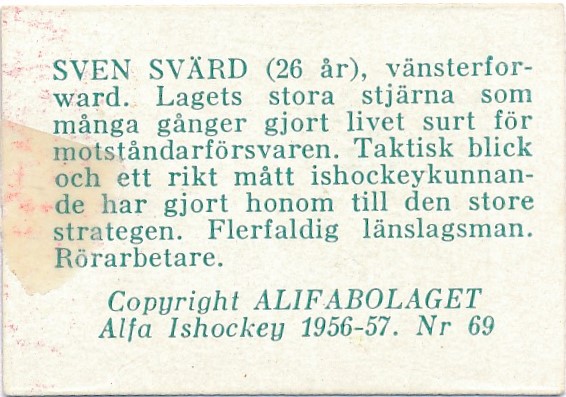 SVEN SVÄRD (26 år), vänsterfor-
ward. Lagets stora stjärna som
många gånger gjort livet surt för
motståndarförsvaren. Taktisk blick
och ett rikt mått ishockeykunnan-
de har gjort honom till den store
strategen. Flerfaldig länslagsman.
Rörarbetare.
Copyright ALIFABOLAGET
Alfa Ishockey 1956-57. Nr 69